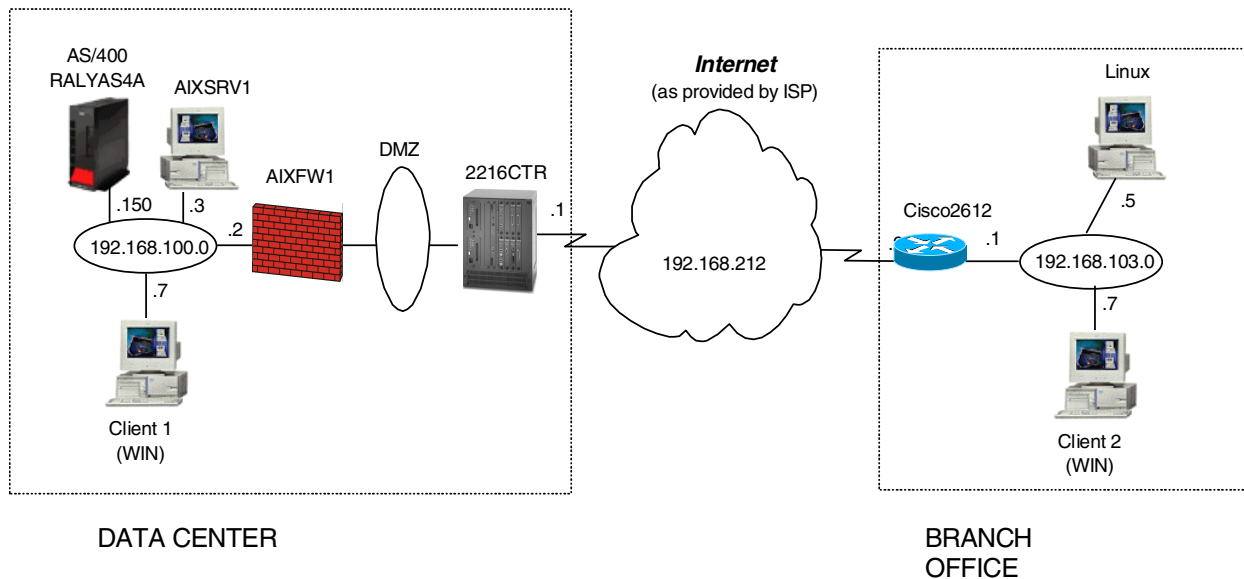 AS/400
RALYAS4A
AIXSRV1
.150
.3
192.168.100.0
.2
.7
Client 1
(WIN)
AIXFW1
DMZ
2216CTR
.1
Internet
(as provided by ISP)
192.168.212
Cisco2612
.1
Linux
.5
192.168.103.0
.7
Client 2
(WIN)
DATA CENTER
BRANCH
OFFICE